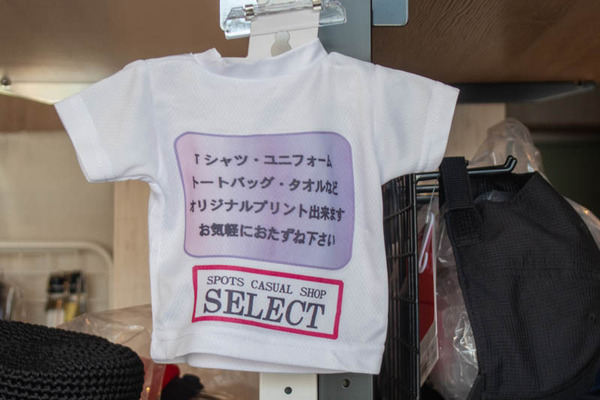 Tシャツ・ユニフォーム
トートバッグ・タオルなど
オリジナルプリント出来ます
お気軽におたずね下さい
SPOTS CASUAL SHOP
SELECT